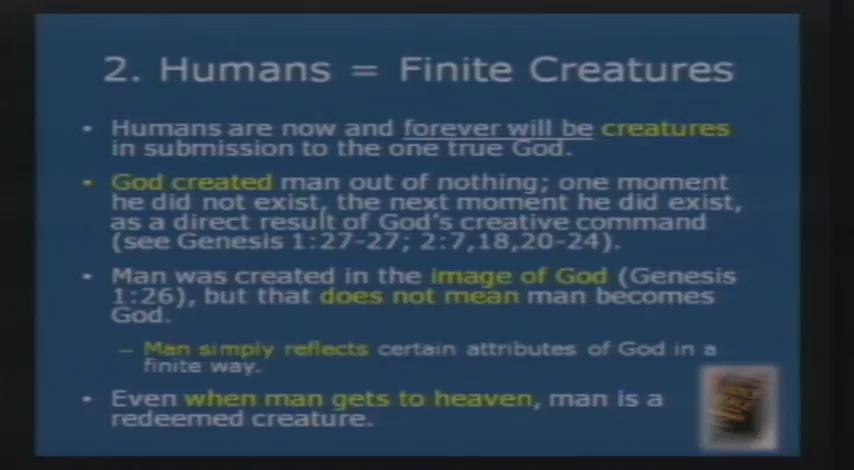 2. Humans = Finite Creatures
• Humans are now and forever will be creatures
in submission to the one true God.
• God created man out of nothing; one moment
he did not exist, the next moment he did exist,
as a direct result of God's creative command
(see Genesis 1:27-27; 2:7,18,20-24).
• Man was created in the image of God (Genesis
1:26), but that does not mean man becomes
God.
– Man simply reflects certain attributes of God in a
finite way.
• Even when man gets to heaven, man is a
redeemed creature.